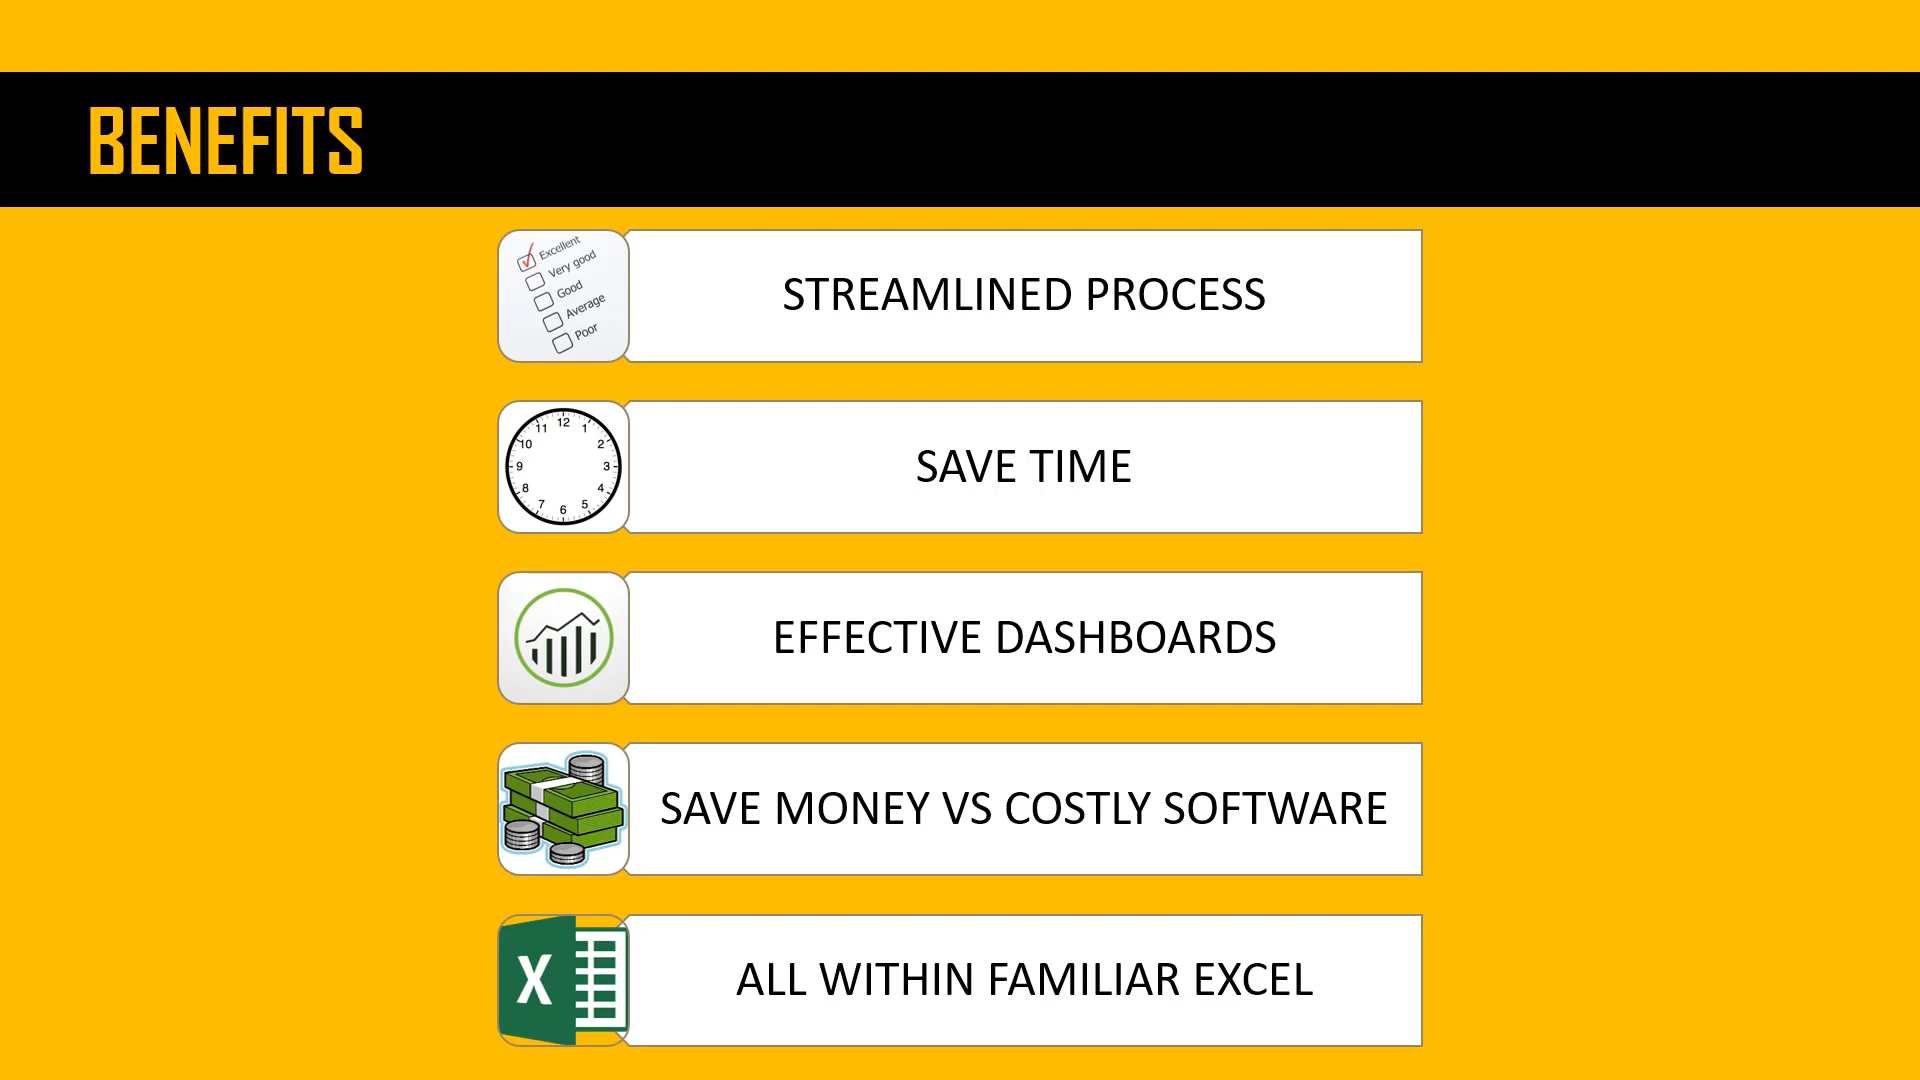 BENEFITS
Excellent
Very good
Good
Average
Poor
STREAMLINED PROCESS
12
11 1
10 2
9 3
8 4
7 5
6
SAVE TIME
EFFECTIVE DASHBOARDS
SAVE MONEY VS COSTLY SOFTWARE
X
ALL WITHIN FAMILIAR EXCEL